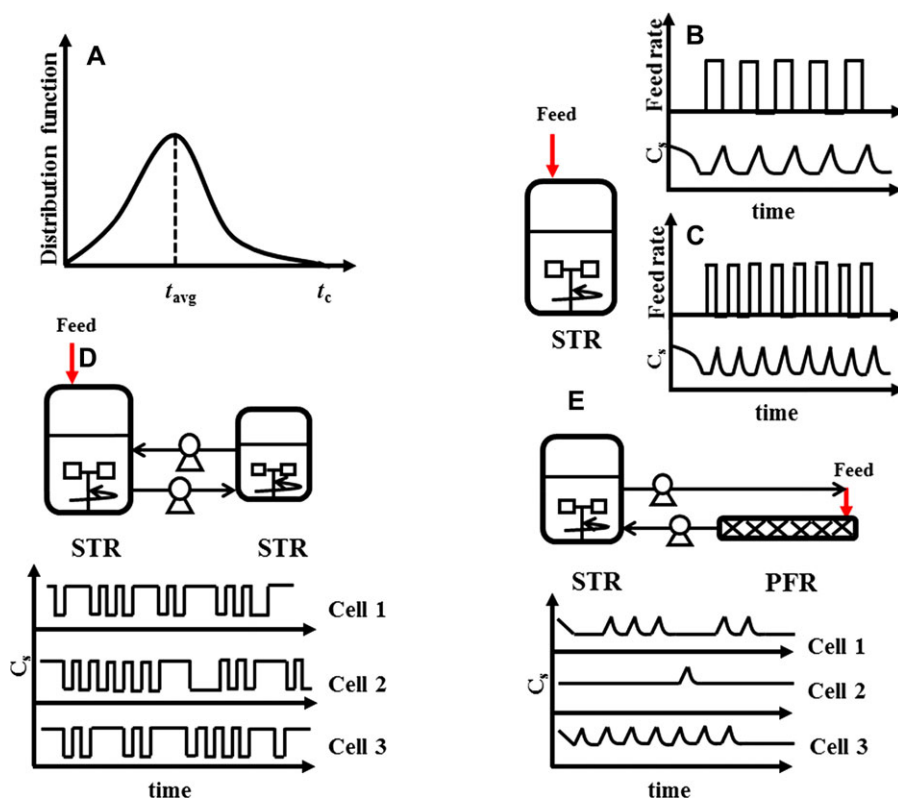 A
Distribution function
t_avg
t_c
B
Feed rate
C_s
time
C
Feed rate
C_s
time
Feed
STR
Feed
D
STR
STR
C_s
Cell 1
Cell 2
Cell 3
time
E
Feed
STR
PFR
C_s
Cell 1
Cell 2
Cell 3
time